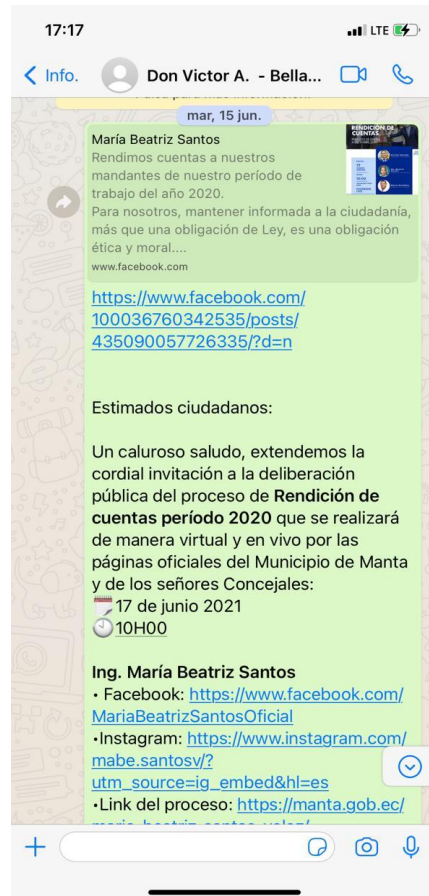 17:17
LTE
Info.
Don Victor A. - Bella...
mar, 15 jun.
María Beatriz Santos
Rendimos cuentas a nuestros
mandantes de nuestro período de
trabajo del año 2020.
Para nosotros, mantener informada a la ciudadanía,
más que una obligación de Ley, es una obligación
ética y moral....
www.facebook.com
RENDICIÓN DE
CUENTAS
https://www.facebook.com/
100036760342535/posts/
435090057726335/?d=n
Estimados ciudadanos:
Un caluroso saludo, extendemos la
cordial invitación a la deliberación
pública del proceso de Rendición de
cuentas período 2020 que se realizará
de manera virtual y en vivo por las
páginas oficiales del Municipio de Manta
y de los señores Concejales:
17 de junio 2021
10H00
Ing. María Beatriz Santos
• Facebook: https://www.facebook.com/
MariaBeatrizSantosOficial
•Instagram: https://www.instagram.com/
mabe.santosv/?
utm_source=ig_embed&hl=es
•Link del proceso: https://manta.gob.ec/